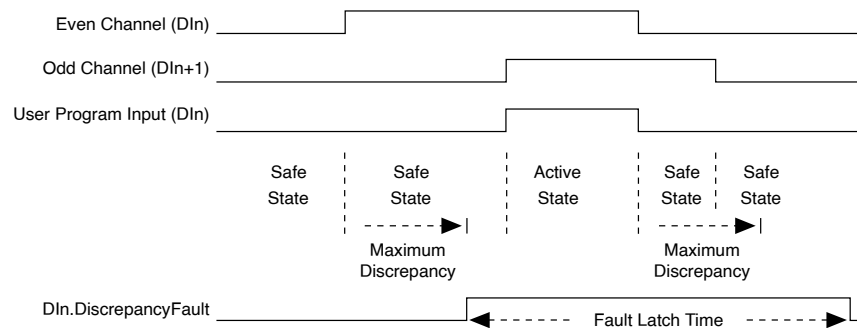 Even Channel (DIn)
Odd Channel (DIn+1)
User Program Input (DIn)
Safe State
Safe State
Active State
Safe State
Safe State
Maximum Discrepancy
Maximum Discrepancy
DIn.DiscrepancyFault
Fault Latch Time